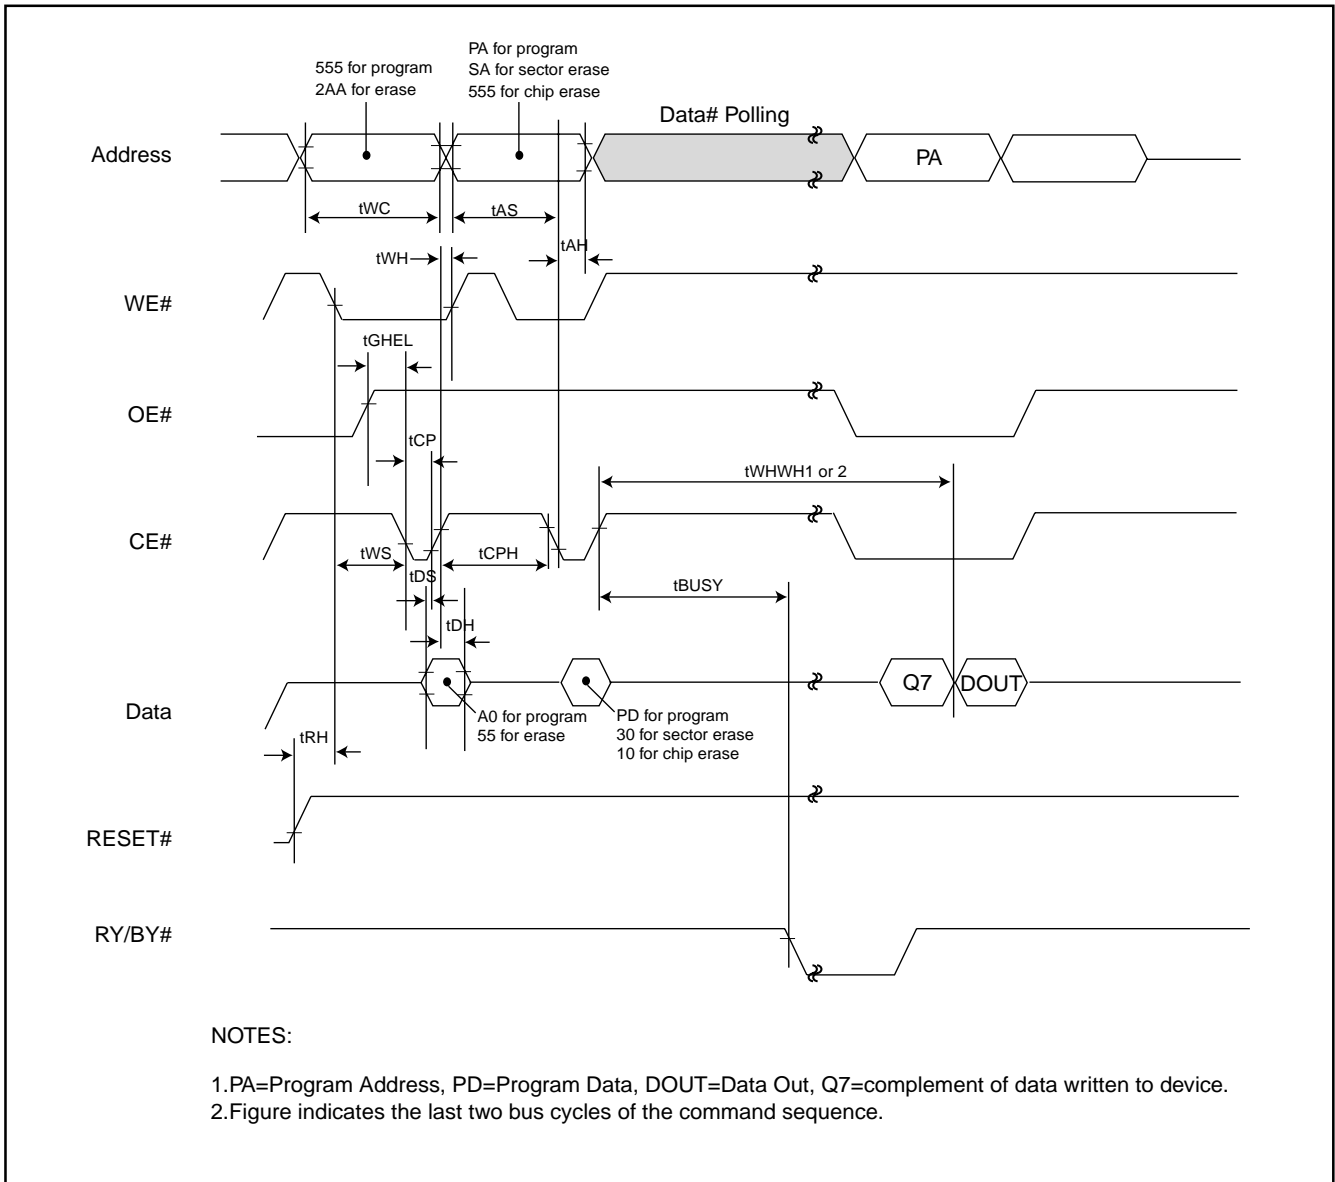 555 for program
2AA for erase
PA for program
SA for sector erase
555 for chip erase
Data# Polling
Address
PA
tWC
tAS
tAH
tWH
WE#
tGHEL
OE#
tCP
tWHWH1 or 2
CE#
tWS
tCPH
tDS
tBUSY
tDH
Q7
DOUT
Data
A0 for program
55 for erase
PD for program
30 for sector erase
10 for chip erase
tRH
RESET#
RY/BY#
NOTES:
1.PA=Program Address, PD=Program Data, DOUT=Data Out, Q7=complement of data written to device.
2.Figure indicates the last two bus cycles of the command sequence.